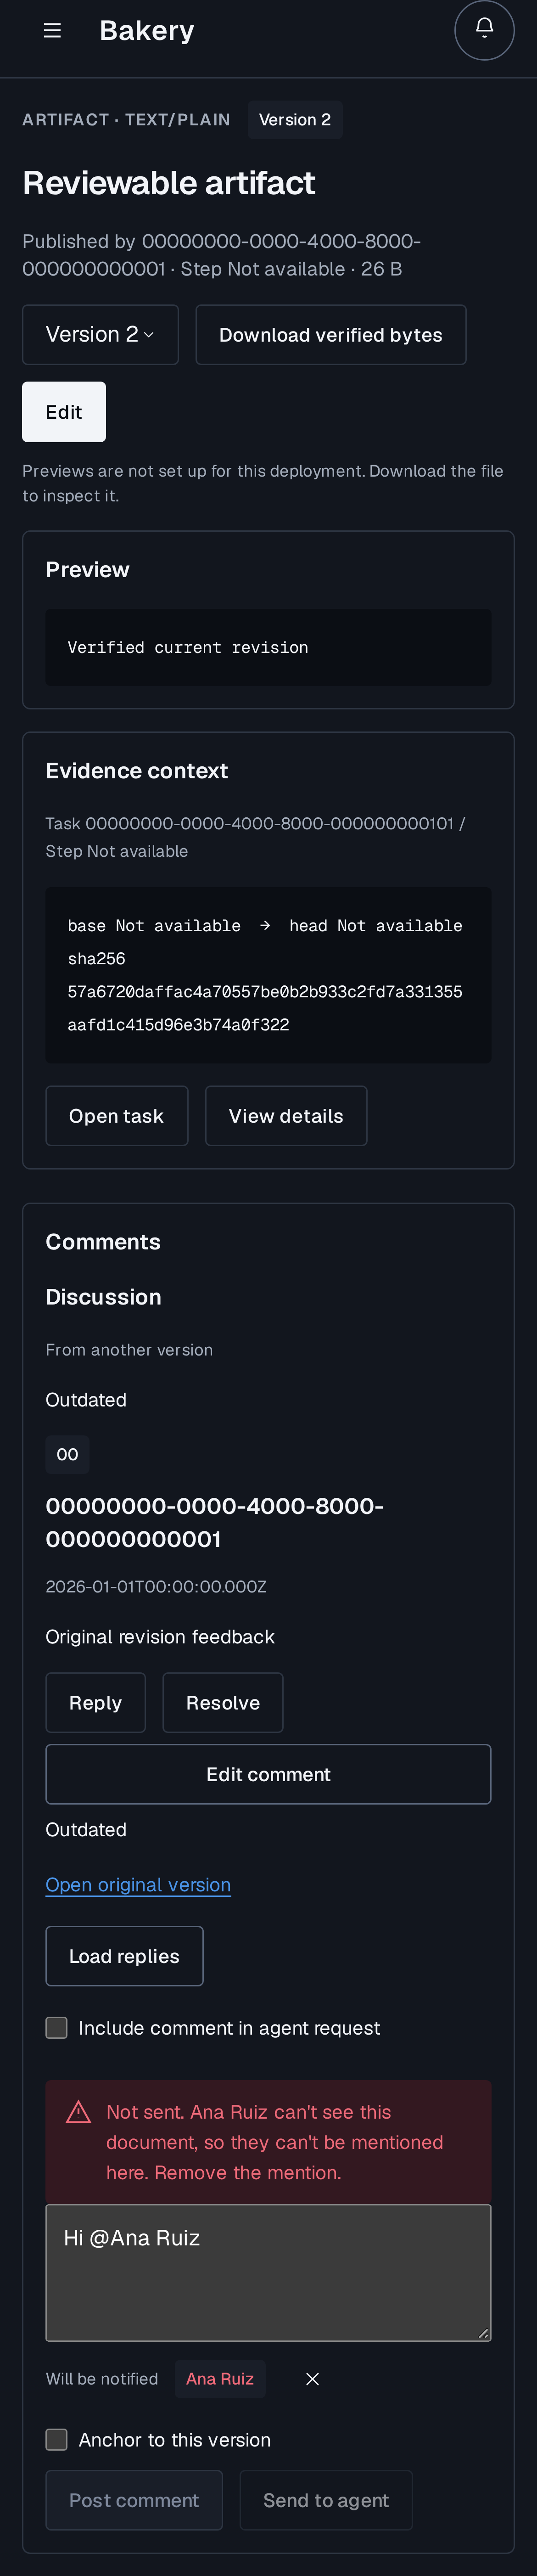 Bakery
ARTIFACT · TEXT/PLAIN
Version 2
Reviewable artifact
Published by 00000000-0000-4000-8000-
000000000001 · Step Not available · 26 B
Version 2
Download verified bytes
Edit
Previews are not set up for this deployment. Download the file
to inspect it.
Preview
Verified current revision
Evidence context
Task 00000000-0000-4000-8000-000000000101 /
Step Not available
base Not available → head Not available
sha256
57a6720daffac4a70557be0b2b933c2fd7a331355
aafd1c415d96e3b74a0f322
Open task
View details
Comments
Discussion
From another version
Outdated
00
00000000-0000-4000-8000-
000000000001
2026-01-01T00:00:00.000Z
Original revision feedback
Reply
Resolve
Edit comment
Outdated
Open original version
Load replies
Include comment in agent request
Not sent. Ana Ruiz can't see this
document, so they can't be mentioned
here. Remove the mention.
Hi @Ana Ruiz
Will be notified
Ana Ruiz
Anchor to this version
Post comment
Send to agent